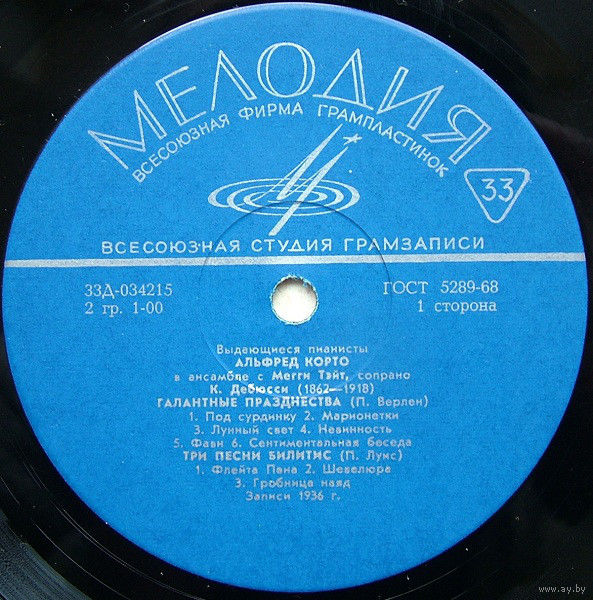 МЕЛОДИЯ
ВСЕСОЮЗНАЯ ФИРМА ГРАМПЛАСТИНОК
33
ВСЕСОЮЗНАЯ СТУДИЯ ГРАМЗАПИСИ
33Д-034215
ГОСТ 5289-68
2 гр. 1-00
1 сторона
Выдающиеся пианисты
АЛЬФРЕД КОРТО
в ансамбле с Мегги Тэйт, сопрано
К. Дебюсси (1862—1918)
ГАЛАНТНЫЕ ПРАЗДНЕСТВА (П. Верлен)
1. Под сурдинку 2. Марионетки
3. Лунный свет 4. Невинность
5. Фавн 6. Сентиментальная беседа
ТРИ ПЕСНИ БИЛИТИС (П. Луис)
1. Флейта Пана 2. Шевелюра
3. Гробница наяд
Записи 1936 г.
www.ay.by